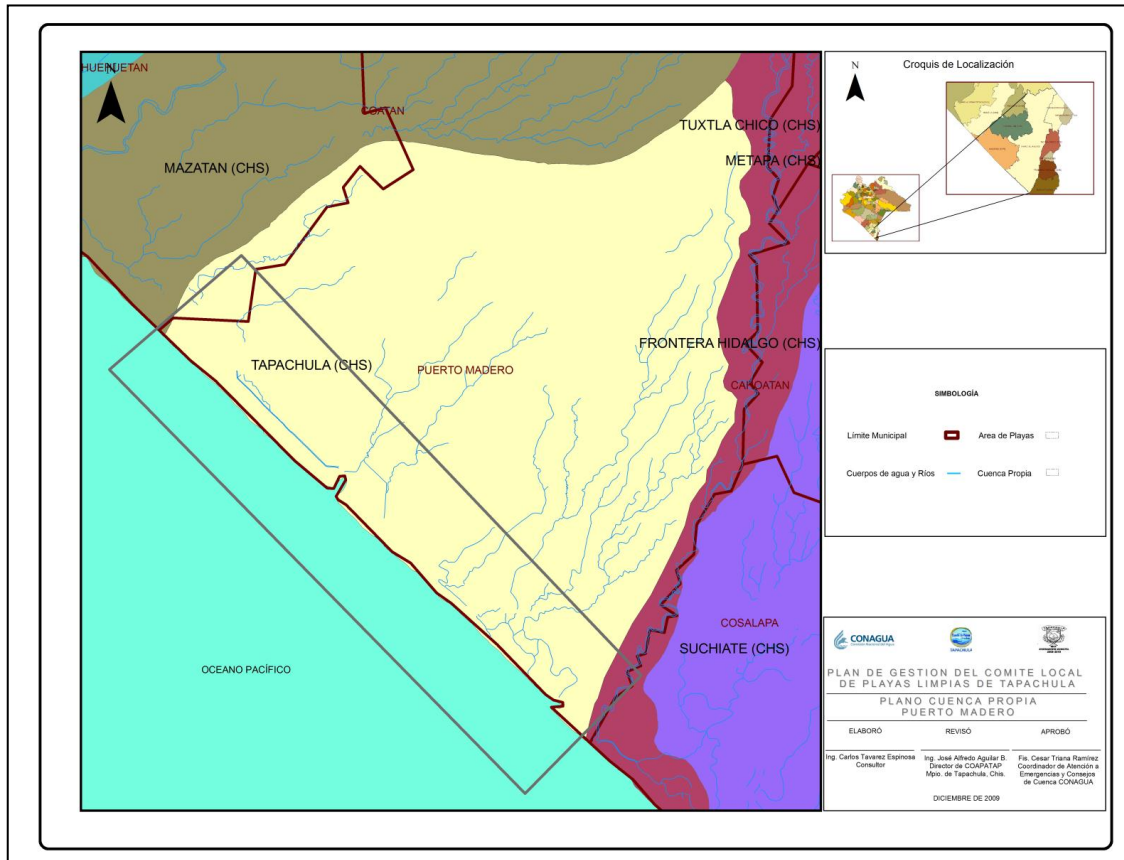 HUEHUETAN
N
COATAN
MAZATAN (CHS)
TUXTLA CHICO (CHS)
METAPA (CHS)
FRONTERA HIDALGO (CHS)
TAPACHULA (CHS)
PUERTO MADERO
CAHOATAN
COSALAPA
SUCHIATE (CHS)
OCEANO PACÍFICO
N
Croquis de Localización
SIMBOLOGÍA
Límite Municipal
Area de Playas
Cuerpos de agua y Ríos
Cuenca Propia
CONAGUA
TAPACHULA
PLAN DE GESTION DEL COMITE LOCAL
DE PLAYAS LIMPIAS DE TAPACHULA
PLANO CUENCA PROPIA
PUERTO MADERO
ELABORÓ
REVISÓ
APROBÓ
Ing. Carlos Tavarez Espinosa
Consultor
Ing. José Alfredo Aguilar B.
Director de COAPATAP
Mpio. de Tapachula, Chis.
Fis. Cesar Triana Ramírez
Coordinador de Atención a
Emergencias y Consejos
de Cuenca CONAGUA
DICIEMBRE DE 2009